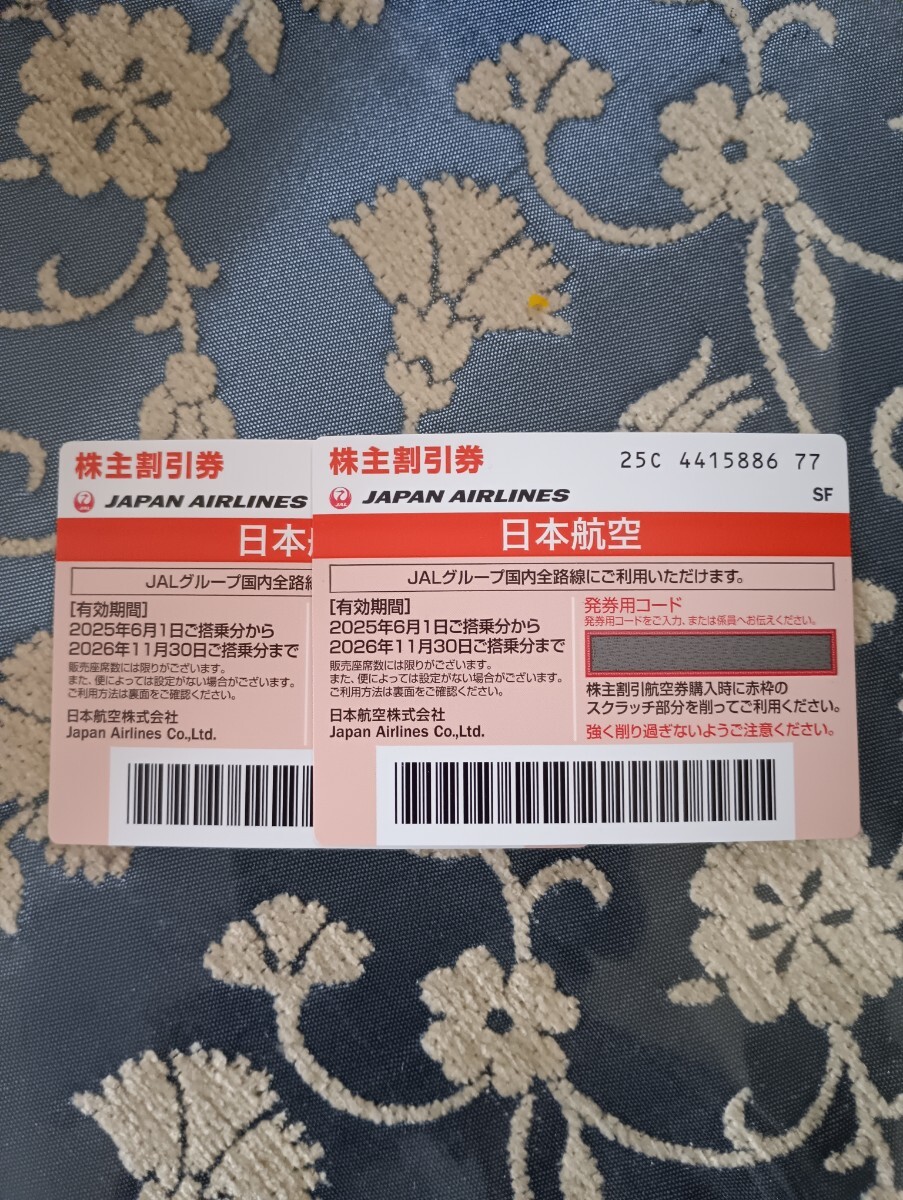 株主割引券
JAPAN AIRLINES
日本
JALグループ国内全路
[有効期間]
2025年6月1日ご搭乗分から
2026年11月30日ご搭乗分まで
販売座席数には限りがございます。
また、便によっては設定がない場合がございます。
ご利用方法は裏面をご確認ください。
日本航空株式会社
Japan Airlines Co.,Ltd.
株主割引券
25C 4415886 77
JAL
JAPAN AIRLINES
SF
日本航空
JALグループ国内全路線にご利用いただけます。
[有効期間]
2025年6月1日ご搭乗分から
2026年11月30日ご搭乗分まで
販売座席数には限りがございます。
また、便によっては設定がない場合がございます。
ご利用方法は裏面をご確認ください。
日本航空株式会社
Japan Airlines Co.,Ltd.
発券用コード
発券用コードをご入力、または係員へお伝えください。
株主割引航空券購入時に赤枠の
スクラッチ部分を削ってご利用ください。
強く削り過ぎないようご注意ください。